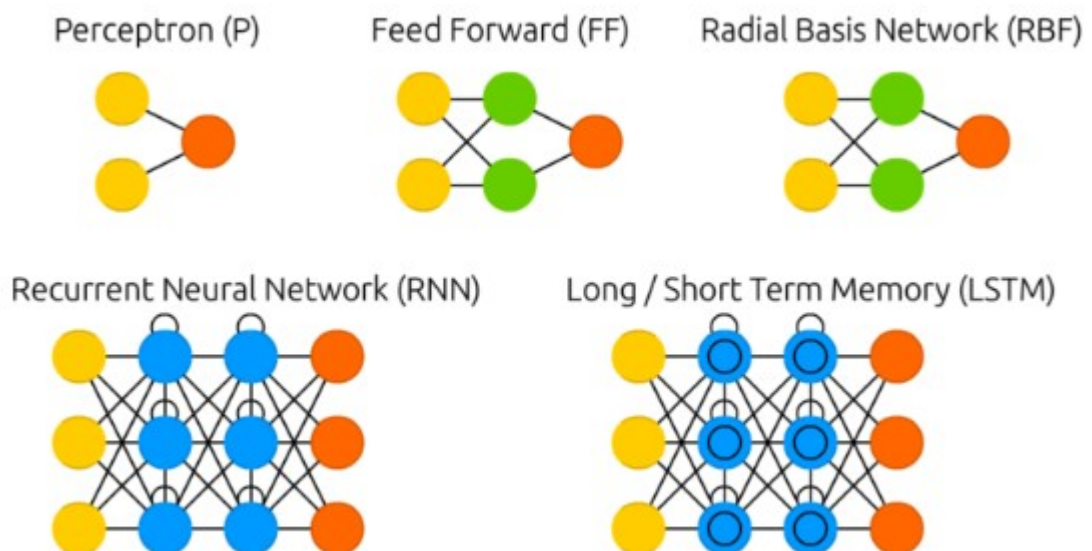 Perceptron (P)
Feed Forward (FF)
Radial Basis Network (RBF)
Recurrent Neural Network (RNN)
Long / Short Term Memory (LSTM)